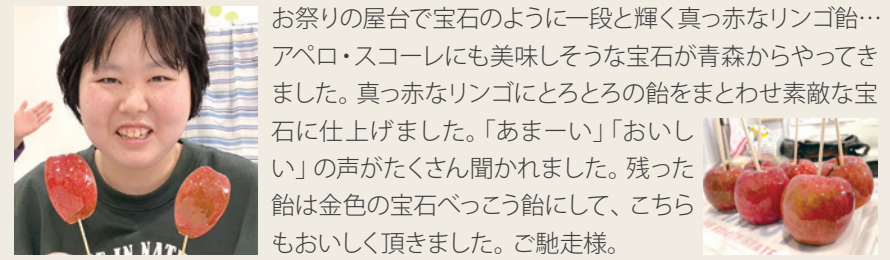 お祭りの屋台で宝石のように一段と輝く真っ赤なリンゴ飴…
アペロ・スコーレにも美味しそうな宝石が青森からやってき
ました。真っ赤なリンゴにとろとろの飴をまとわせ素敵な宝
石に仕上げました。「あまーい」「おいし
い」の声がたくさん聞かれました。残った
飴は金色の宝石べっこう飴にして、こちら
もおいしく頂きました。ご馳走様。